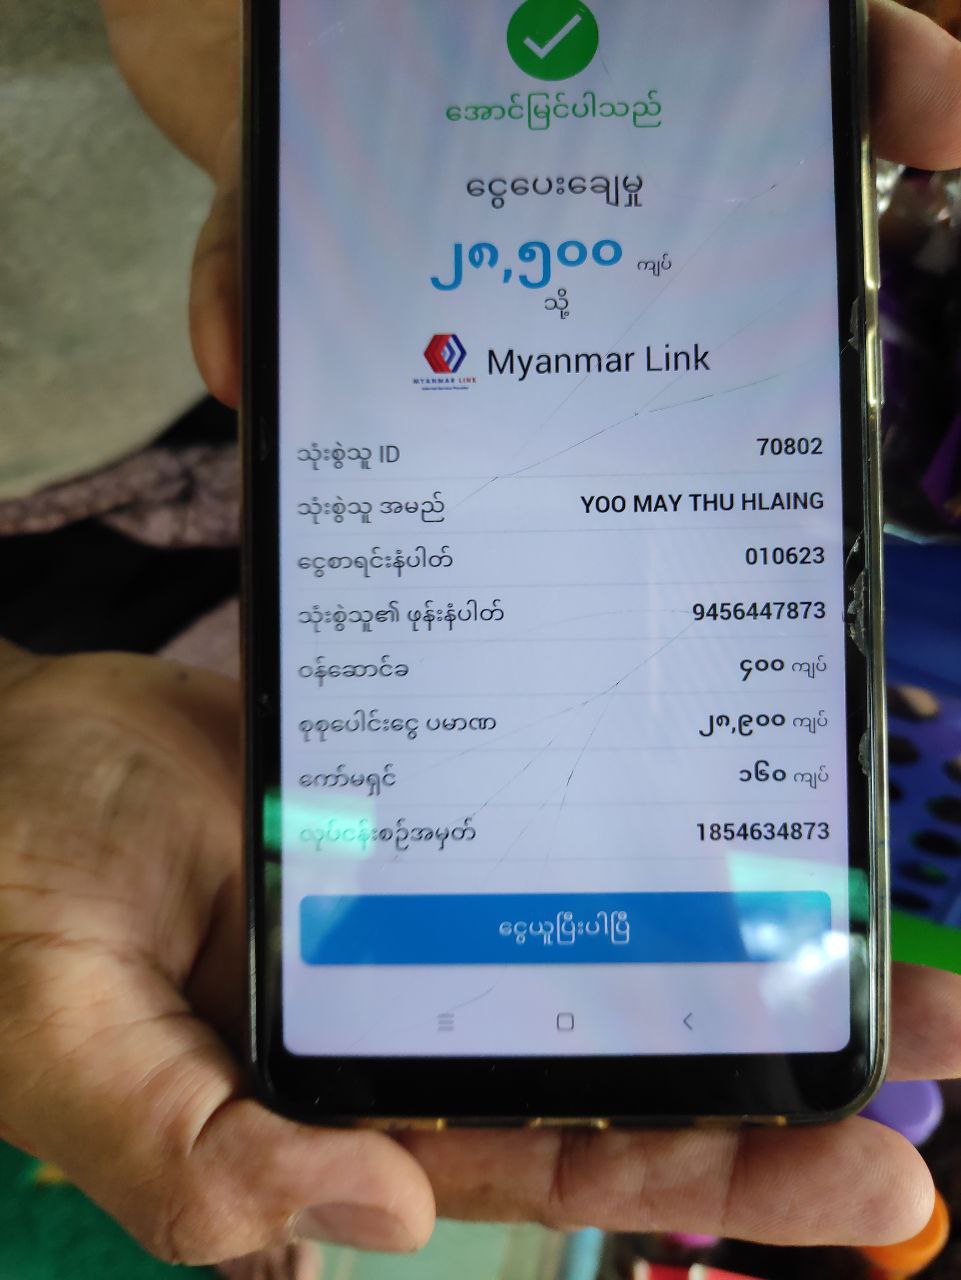 အောင်မြင်ပါသည်
ငွေပေးချေမှု
၂၈,၅၀၀ ကျပ်
သို့
MYANMAR LINK
Myanmar Link
သုံးစွဲသူ ID 70802
သုံးစွဲသူ အမည် YOO MAY THU HLAING
ငွေစာရင်းနံပါတ် 010623
သုံးစွဲသူ၏ ဖုန်းနံပါတ် 9456447873
ဝန်ဆောင်ခ ၄၀၀ ကျပ်
စုစုပေါင်းငွေ ပမာဏ ၂၈,၉၀၀ ကျပ်
ကော်မရှင် ၁၆၀ ကျပ်
လုပ်ငန်းစဉ်အမှတ် 1854634873
ငွေယူပြီးပါပြီ